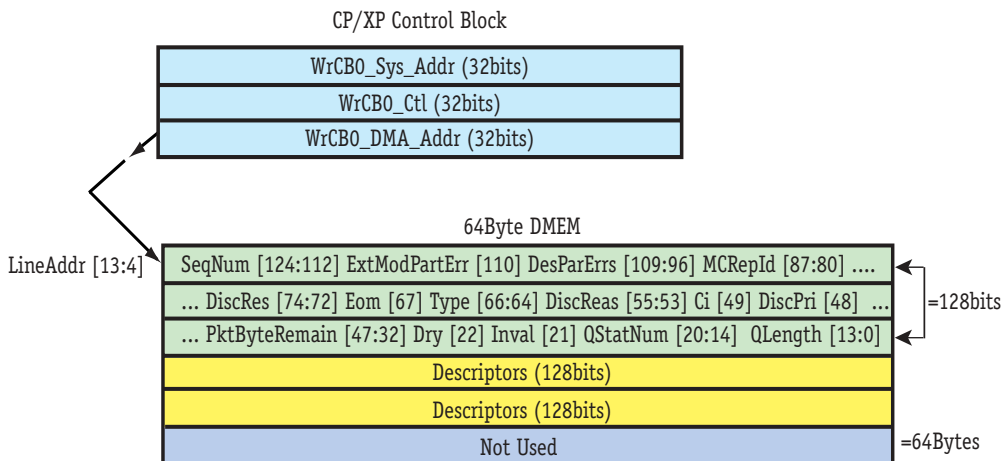 CP/XP Control Block
WrCB0_Sys_Addr (32bits)
WrCB0_Ctl (32bits)
WrCB0_DMA_Addr (32bits)
64Byte DMEM
LineAddr [13:4]
SeqNum [124:112] ExtModPartErr [110] DesParErrs [109:96] MCRepId [87:80] ....
... DiscRes [74:72] Eom [67] Type [66:64] DiscReas [55:53] Ci [49] DiscPri [48] ...
=128bits
... PktByteRemain [47:32] Dry [22] Inval [21] QStatNum [20:14] QLength [13:0]
Descriptors (128bits)
Descriptors (128bits)
Not Used
=64Bytes